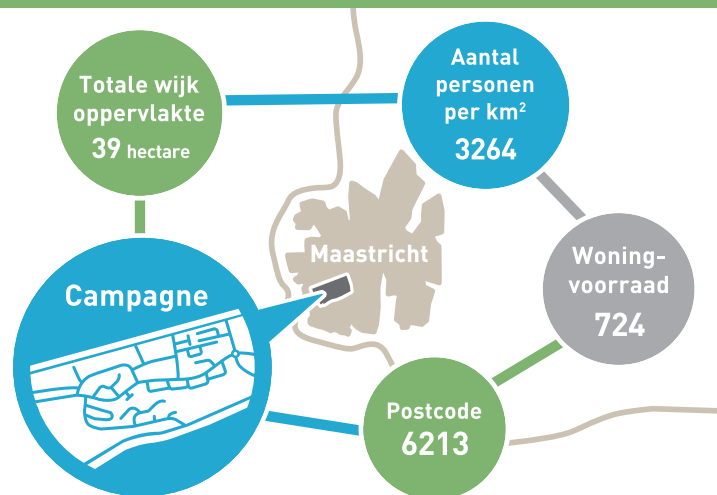 Totale wijk
oppervlakte
39 hectare
Aantal
personen
per km²
3264
Maastricht
Woning-
voorraad
724
Campagne
Postcode
6213